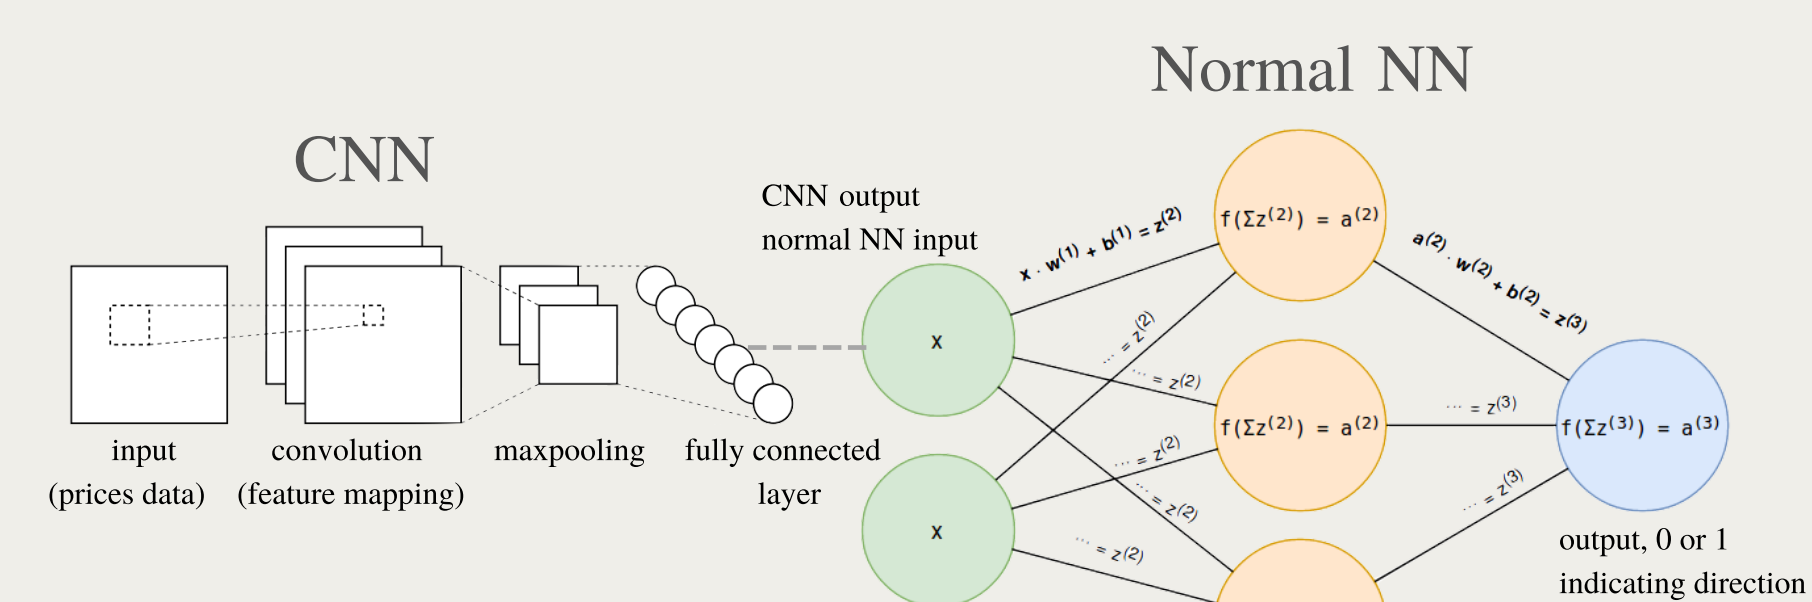 Normal NN
CNN
CNN output
normal NN input
x · w(1) + b(1) = z(2)
f(Σz(2)) = a(2)
a(2) · w(2) + b(2) = z(3)
x
··· = z(2)
··· = z(2)
f(Σz(2)) = a(2)
··· = z(3)
f(Σz(3)) = a(3)
input
(prices data)
convolution
(feature mapping)
maxpooling
fully connected
layer
··· = z(2)
··· = z(2)
··· = z(3)
x
··· = z(2)
output, 0 or 1
indicating direction